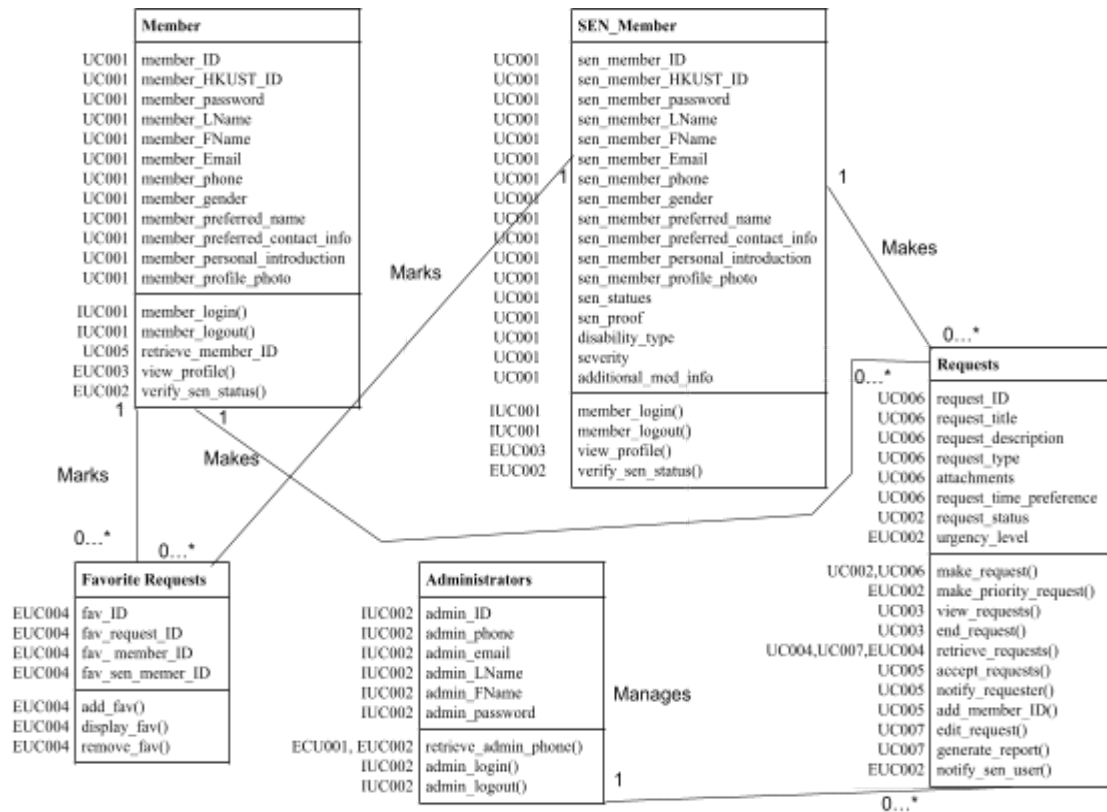 Member
UC001 member_ID
UC001 member_HKUST_ID
UC001 member_password
UC001 member_LName
UC001 member_FName
UC001 member_Email
UC001 member_phone
UC001 member_gender
UC001 member_preferred_name
UC001 member_preferred_contact_info
UC001 member_personal_introduction
UC001 member_profile_photo
IUC001 member_login()
IUC001 member_logout()
UC005 retrieve_member_ID
EUC003 view_profile()
EUC002 verify_sen_status()
SEN_Member
UC001 sen_member_ID
UC001 sen_member_HKUST_ID
UC001 sen_member_password
UC001 sen_member_LName
UC001 sen_member_FName
UC001 sen_member_Email
UC001 sen_member_phone
UC001 sen_member_gender
UC001 sen_member_preferred_name
UC001 sen_member_preferred_contact_info
UC001 sen_member_personal_introduction
UC001 sen_member_profile_photo
UC001 sen_statues
UC001 sen_proof
UC001 disability_type
UC001 severity
UC001 additional_med_info
IUC001 member_login()
IUC001 member_logout()
EUC003 view_profile()
EUC002 verify_sen_status()
1
1
Makes
Marks
0...*
0...*
Requests
UC006 request_ID
UC006 request_title
UC006 request_description
UC006 request_type
UC006 attachments
UC006 request_time_preference
UC002 request_status
EUC002 urgency_level
UC002,UC006 make_request()
EUC002 make_priority_request()
UC003 view_requests()
UC003 end_request()
UC004,UC007,EUC004 retrieve_requests()
UC005 accept_requests()
UC005 notify_requester()
UC005 add_member_ID()
UC007 edit_request()
UC007 generate_report()
EUC002 notify_sen_user()
1
1
Makes
Marks
0...*
0...*
Favorite Requests
EUC004 fav_ID
EUC004 fav_request_ID
EUC004 fav_ member_ID
EUC004 fav_sen_memer_ID
EUC004 add_fav()
EUC004 display_fav()
EUC004 remove_fav()
Administrators
IUC002 admin_ID
IUC002 admin_phone
IUC002 admin_email
IUC002 admin_LName
IUC002 admin_FName
IUC002 admin_password
ECU001, EUC002 retrieve_admin_phone()
IUC002 admin_login()
IUC002 admin_logout()
Manages
1
0...*